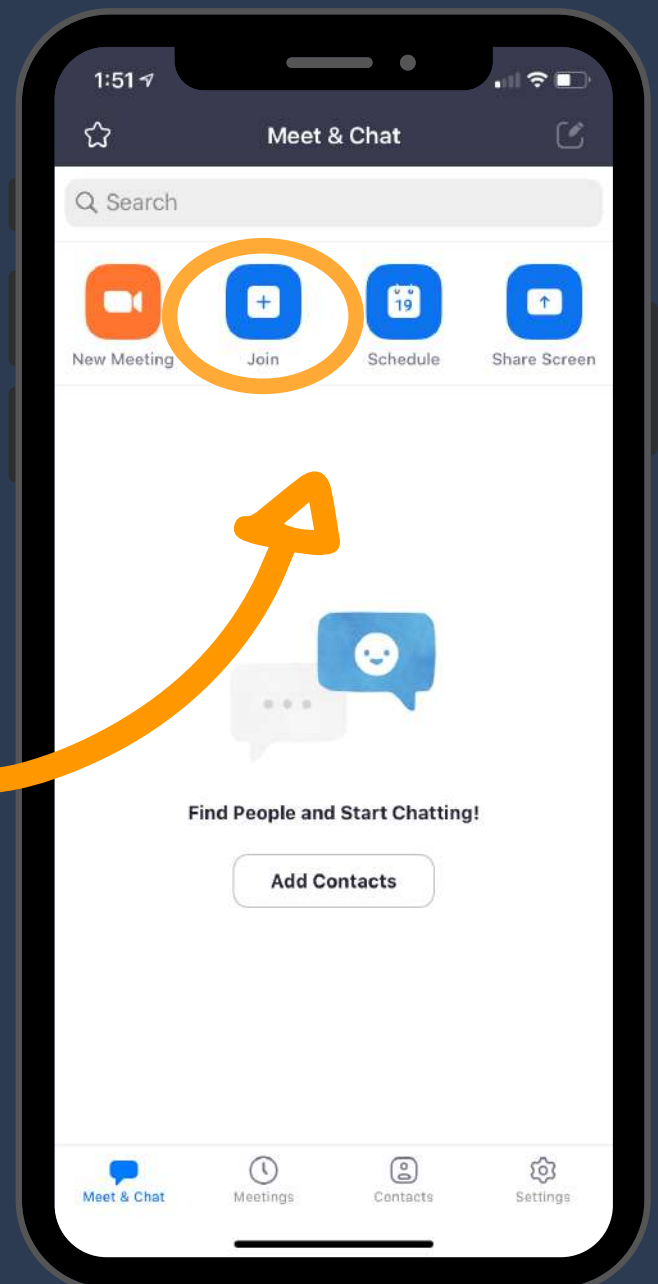 1:51
Meet & Chat
Search
19
New Meeting
Join
Schedule
Share Screen
Find People and Start Chatting!
Add Contacts
Meet & Chat
Meetings
Contacts
Settings